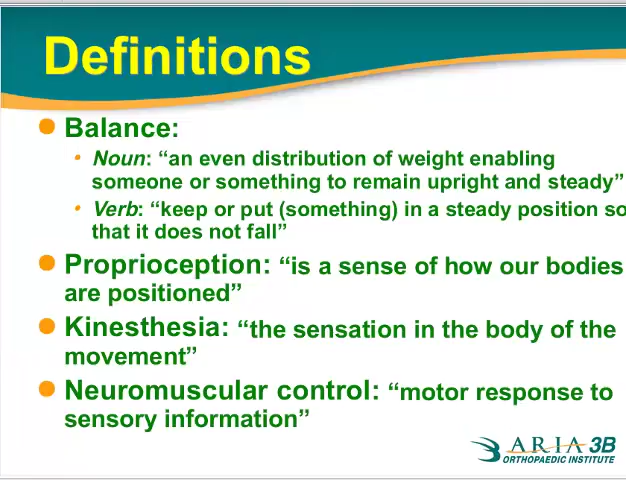 Definitions
Balance:
Noun: “an even distribution of weight enabling
someone or something to remain upright and steady”
Verb: “keep or put (something) in a steady position so
that it does not fall”
Proprioception: “is a sense of how our bodies
are positioned”
Kinesthesia: “the sensation in the body of the
movement”
Neuromuscular control: “motor response to
sensory information”
ARIA 3B
ORTHOPAEDIC INSTITUTE